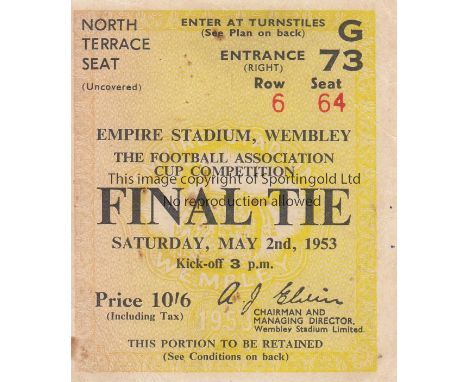 NORTH
TERRACE
SEAT
(Uncovered)
ENTER AT TURNSTILES
(See Plan on back)
G
ENTRANCE
(RIGHT)
73
Row Seat
6 64
EMPIRE STADIUM, WEMBLEY
THE FOOTBALL ASSOCIATION
CUP COMPETITION
This image copyright of Sportingold Ltd
No reproduction allowed
FINAL TIE
SATURDAY, MAY 2nd, 1953
Kick-off 3 p.m.
WEMBLEY
1953
Price 10/6
(Including Tax)
A J Elvin
CHAIRMAN AND
MANAGING DIRECTOR,
Wembley Stadium Limited.
THIS PORTION TO BE RETAINED
(See Conditions on back)